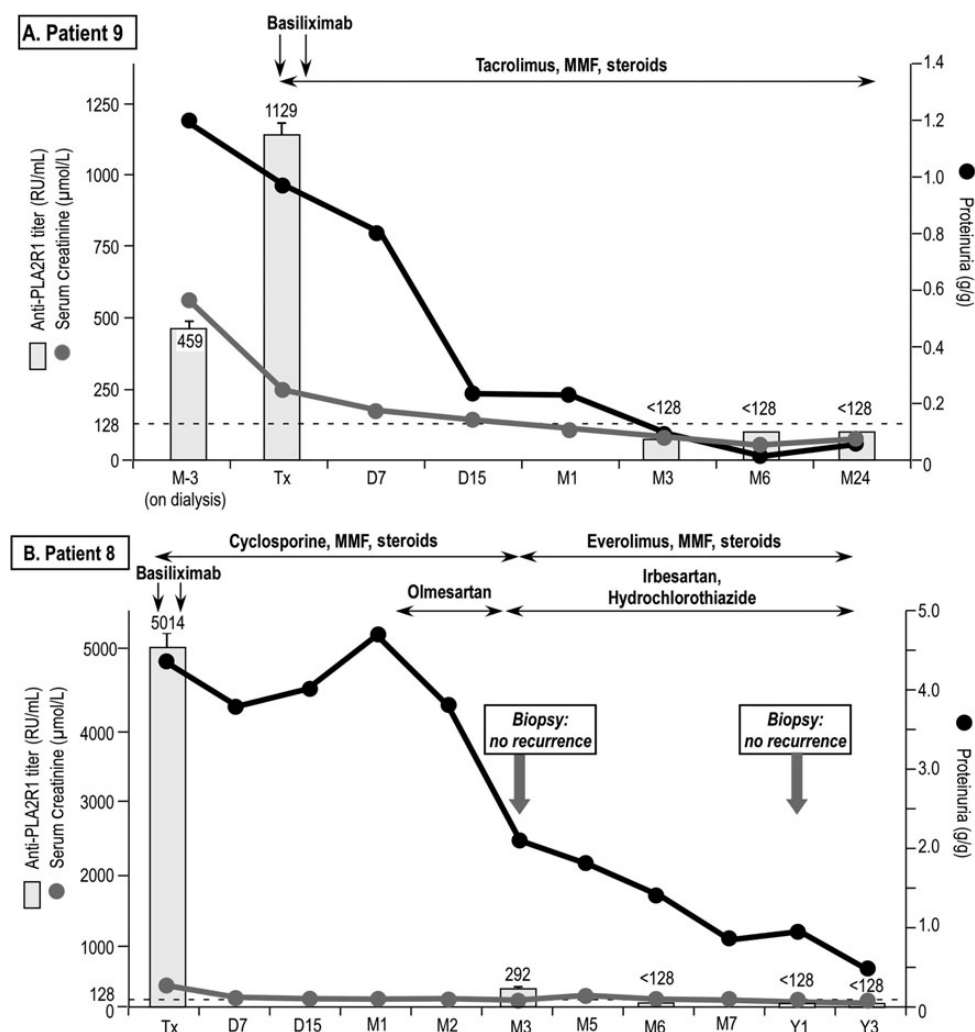 A. Patient 9
Basiliximab
Tacrolimus, MMF, steroids
Anti-PLA2R1 titer (RU/mL)
Serum Creatinine (µmol/L)
1250
1000
750
500
250
128
0
459
1129
<128
<128
<128
1.4
1.2
1.0
0.8
0.6
0.4
0.2
0
Proteinuria
(g/g)
M-3 Tx D7 D15 M1 M3 M6 M24
(on dialysis)
B. Patient 8
Cyclosporine, MMF, steroids
Everolimus, MMF, steroids
Basiliximab
Olmesartan
Irbesartan,
Hydrochlorothiazide
Anti-PLA2R1 titer (RU/mL)
Serum Creatinine (µmol/L)
5000
4000
3000
2000
1000
128
0
5014
Biopsy:
no recurrence
Biopsy:
no recurrence
292
<128
<128
<128
5.0
4.0
3.0
2.0
1.0
0
Proteinuria (g/g)
Tx D7 D15 M1 M2 M3 M5 M6 M7 Y1 Y3